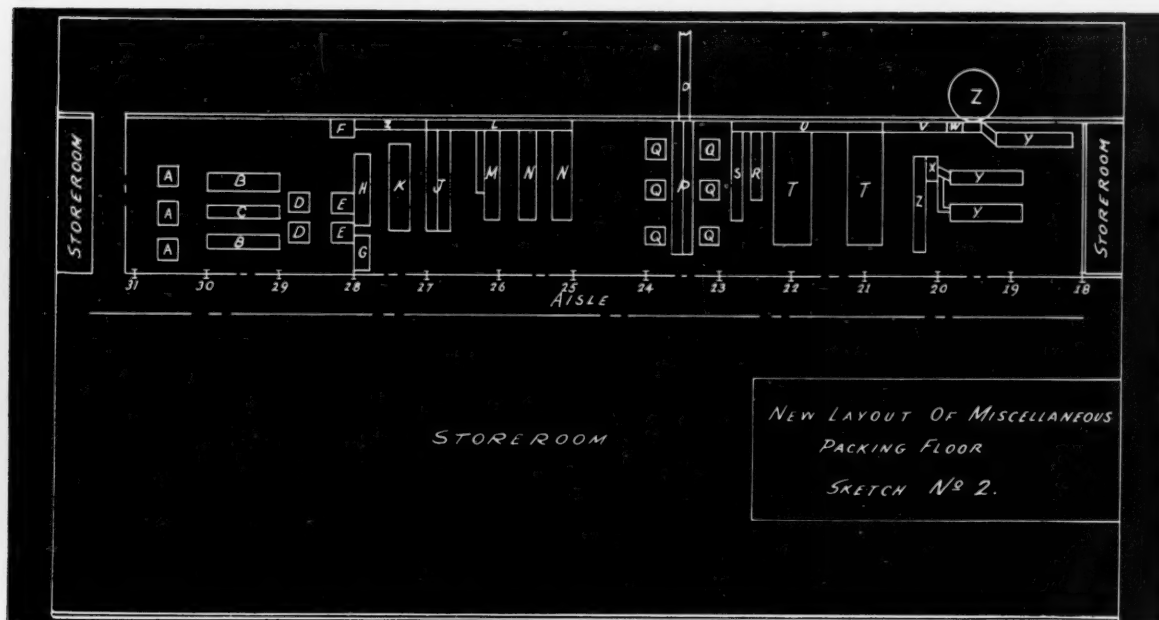 Z
O
F
L
U
V
W
Y
Q
Q
STOREROOM
A
B
D
E
H
K
J
M
N
N
Q
P
Q
S
R
T
T
Z
X
Y
STOREROOM
A
C
D
E
Y
A
B
G
Q
Q
31 30 29 28 27 26 25 24 23 22 21 20 19 18
AISLE
STOREROOM
NEW LAYOUT OF MISCELLANEOUS
PACKING FLOOR
SKETCH Nº 2.